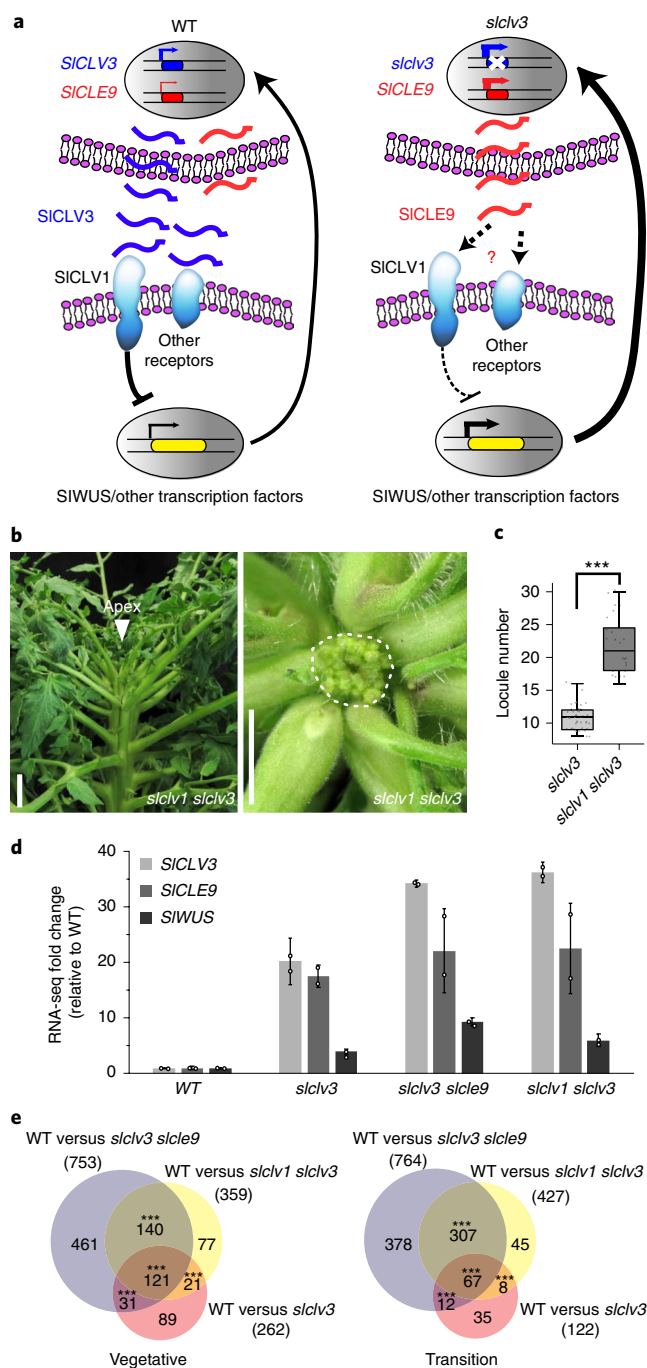 a
WT
slclv3
SlCLV3
SlCLE9
slclv3
SlCLE9
SlCLV3
SlCLE9
SlCLV1
Other
receptors
SlCLV1
?
Other
receptors
SlWUS/other transcription factors
SlWUS/other transcription factors
b
Apex
slclv1 slclv3
slclv1 slclv3
c
***
Locule number
30
25
20
15
10
slclv3
slclv1 slclv3
d
RNA-seq fold change
(relative to WT)
40
30
20
10
0
SlCLV3
SlCLE9
SlWUS
WT
slclv3
slclv3 slcle9
slclv1 slclv3
e
WT versus slclv3 slcle9
(753)
WT versus slclv1 slclv3
(359)
461
***
140
77
***
121
***
21
***
31
89
WT versus slclv3
(262)
Vegetative
WT versus slclv3 slcle9
(764)
WT versus slclv1 slclv3
(427)
378
***
307
45
***
67
***
8
***
12
35
WT versus slclv3
(122)
Transition